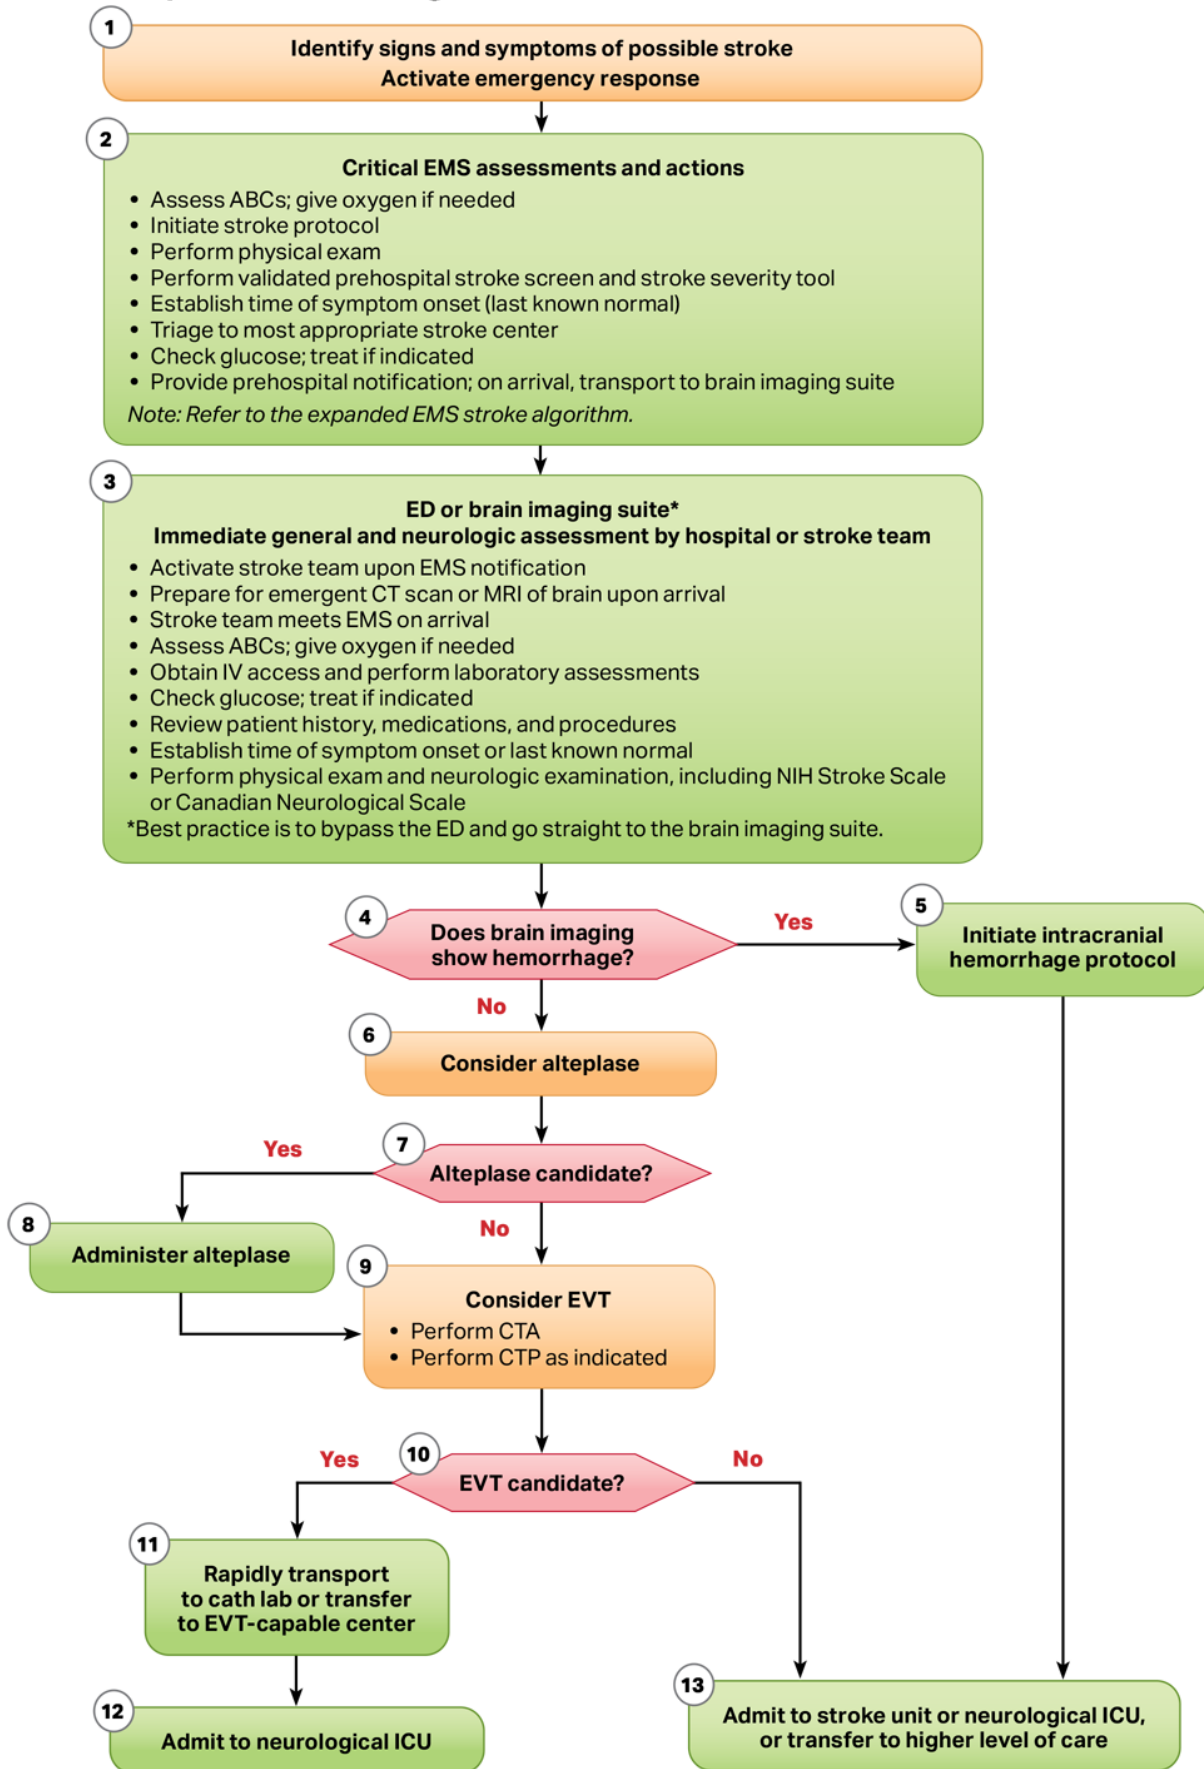 1
Identify signs and symptoms of possible stroke
Activate emergency response
2
Critical EMS assessments and actions
• Assess ABCs; give oxygen if needed
• Initiate stroke protocol
• Perform physical exam
• Perform validated prehospital stroke screen and stroke severity tool
• Establish time of symptom onset (last known normal)
• Triage to most appropriate stroke center
• Check glucose; treat if indicated
• Provide prehospital notification; on arrival, transport to brain imaging suite
Note: Refer to the expanded EMS stroke algorithm.
3
ED or brain imaging suite*
Immediate general and neurologic assessment by hospital or stroke team
• Activate stroke team upon EMS notification
• Prepare for emergent CT scan or MRI of brain upon arrival
• Stroke team meets EMS on arrival
• Assess ABCs; give oxygen if needed
• Obtain IV access and perform laboratory assessments
• Check glucose; treat if indicated
• Review patient history, medications, and procedures
• Establish time of symptom onset or last known normal
• Perform physical exam and neurologic examination, including NIH Stroke Scale
or Canadian Neurological Scale
*Best practice is to bypass the ED and go straight to the brain imaging suite.
4
Does brain imaging
show hemorrhage?
Yes
5
Initiate intracranial
hemorrhage protocol
No
6
Consider alteplase
7
Alteplase candidate?
Yes
No
8
Administer alteplase
9
Consider EVT
• Perform CTA
• Perform CTP as indicated
10
EVT candidate?
Yes
No
11
Rapidly transport
to cath lab or transfer
to EVT-capable center
12
Admit to neurological ICU
13
Admit to stroke unit or neurological ICU,
or transfer to higher level of care